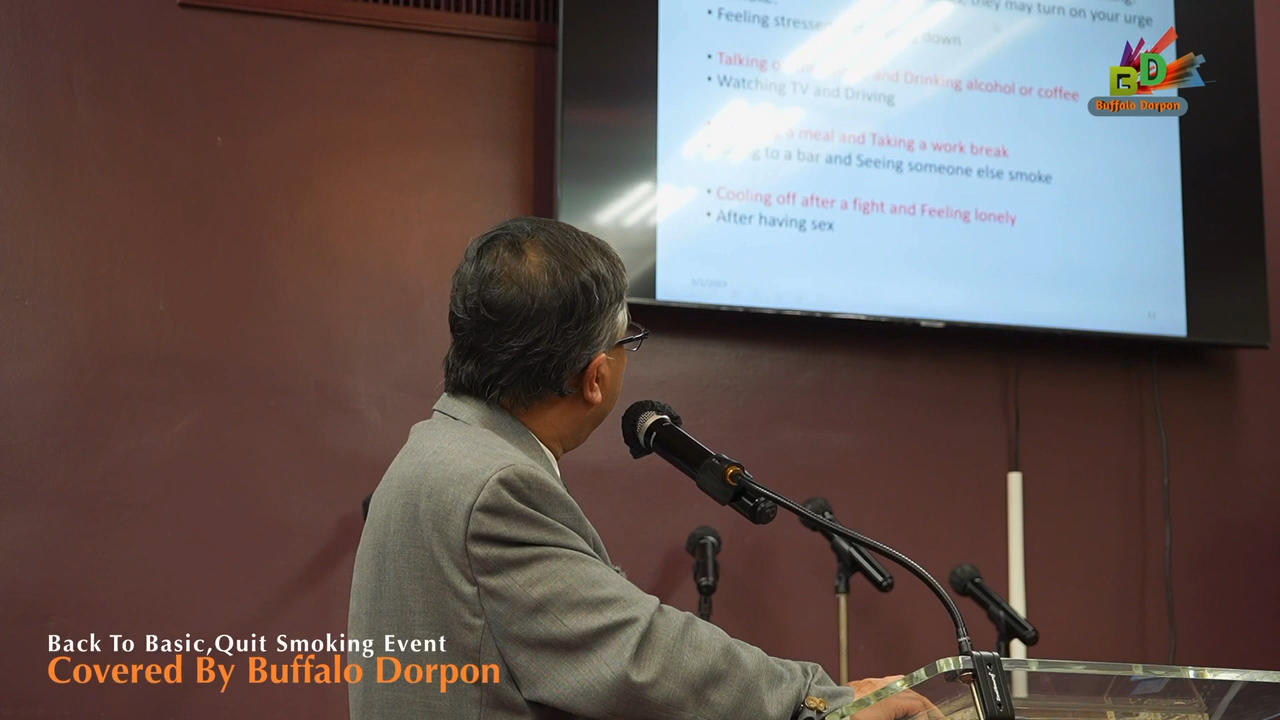 they may turn on your urge
• Feeling down
• Talking and Drinking alcohol or coffee
• Watching TV and Driving
a meal and Taking a work break
to a bar and Seeing someone else smoke
• Cooling off after a fight and Feeling lonely
• After having sex
BD
Buffalo Dorpon
Back To Basic,Quit Smoking Event
Covered By Buffalo Dorpon